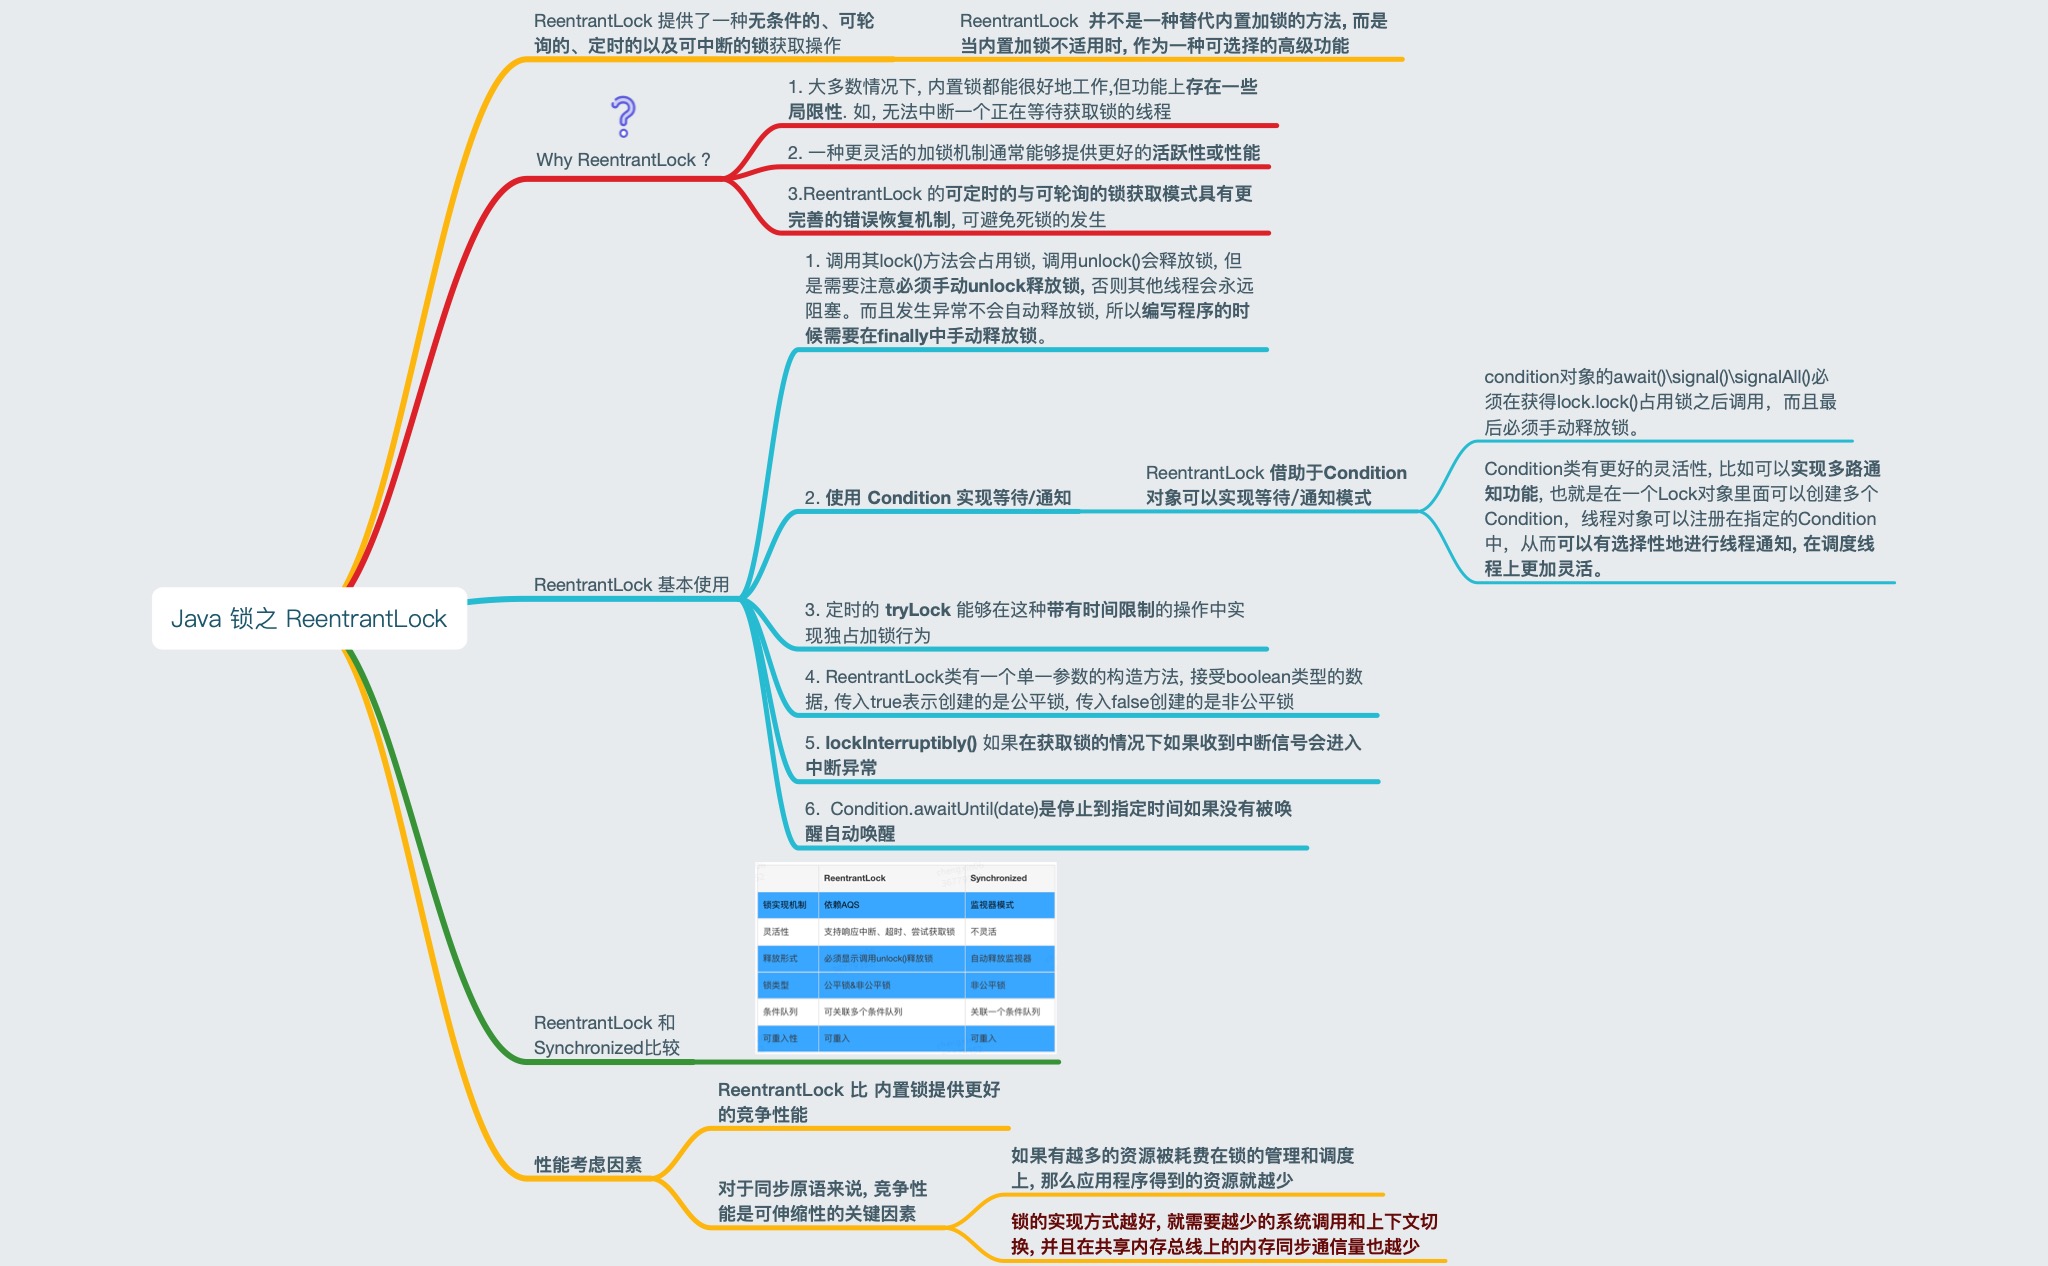 ReentrantLock 提供了一种无条件的、可轮
询的、定时的以及可中断的锁获取操作
ReentrantLock 并不是一种替代内置加锁的方法, 而是
当内置加锁不适用时, 作为一种可选择的高级功能
Why ReentrantLock ?
1. 大多数情况下, 内置锁都能很好地工作,但功能上存在一些
局限性. 如, 无法中断一个正在等待获取锁的线程
2. 一种更灵活的加锁机制通常能够提供更好的活跃性或性能
3.ReentrantLock 的可定时的与可轮询的锁获取模式具有更
完善的错误恢复机制, 可避免死锁的发生
Java 锁之 ReentrantLock
ReentrantLock 基本使用
1. 调用其lock()方法会占用锁, 调用unlock()会释放锁, 但
是需要注意必须手动unlock释放锁, 否则其他线程会永远
阻塞。而且发生异常不会自动释放锁, 所以编写程序的时
候需要在finally中手动释放锁。
2. 使用 Condition 实现等待/通知
ReentrantLock 借助于Condition
对象可以实现等待/通知模式
condition对象的await()\signal()\signalAll()必
须在获得lock.lock()占用锁之后调用，而且最
后必须手动释放锁。
Condition类有更好的灵活性, 比如可以实现多路通
知功能, 也就是在一个Lock对象里面可以创建多个
Condition，线程对象可以注册在指定的Condition
中，从而可以有选择性地进行线程通知, 在调度线
程上更加灵活。
3. 定时的 tryLock 能够在这种带有时间限制的操作中实
现独占加锁行为
4. ReentrantLock类有一个单一参数的构造方法, 接受boolean类型的数
据, 传入true表示创建的是公平锁, 传入false创建的是非公平锁
5. lockInterruptibly() 如果在获取锁的情况下如果收到中断信号会进入
中断异常
6. Condition.awaitUntil(date)是停止到指定时间如果没有被唤
醒自动唤醒
ReentrantLock 和
Synchronized比较
ReentrantLock Synchronized
锁实现机制 依赖AQS 监视器模式
灵活性 支持响应中断、超时、尝试获取锁 不灵活
释放形式 必须显示调用unlock()释放锁 自动释放监视器
锁类型 公平锁&非公平锁 非公平锁
条件队列 可关联多个条件队列 关联一个条件队列
可重入性 可重入 可重入
性能考虑因素
ReentrantLock 比 内置锁提供更好
的竞争性能
对于同步原语来说, 竞争性
能是可伸缩性的关键因素
如果有越多的资源被耗费在锁的管理和调度
上, 那么应用程序得到的资源就越少
锁的实现方式越好, 就需要越少的系统调用和上下文切
换, 并且在共享内存总线上的内存同步通信量也越少